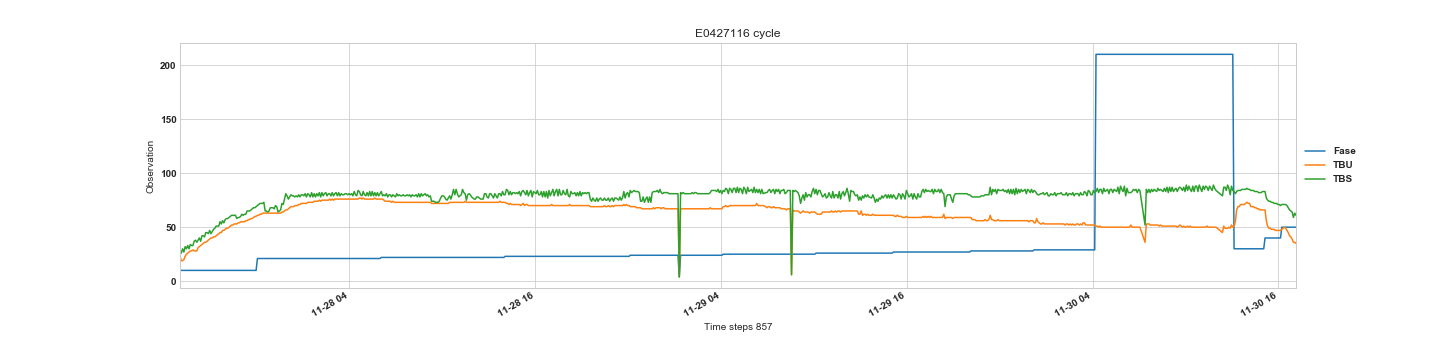 E0427116 cycle
Observation
200
150
100
50
0
11-28 04
11-28 16
11-29 04
11-29 16
11-30 04
11-30 16
Time steps 857
Fase
TBU
TBS